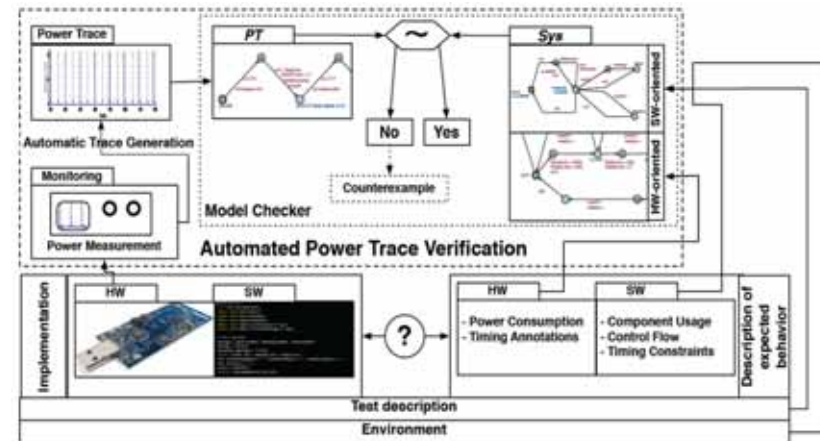 Power Trace
PT
~
Sys
SW-oriented
No
Yes
Automatic Trace Generation
Counterexample
HW-oriented
Monitoring
Model Checker
Power Measurement
Automated Power Trace Verification
Implementation
HW
SW
?
HW
- Power Consumption
- Timing Annotations
SW
- Component Usage
- Control Flow
- Timing Constraints
Description of
expected
behavior
Test description
Environment